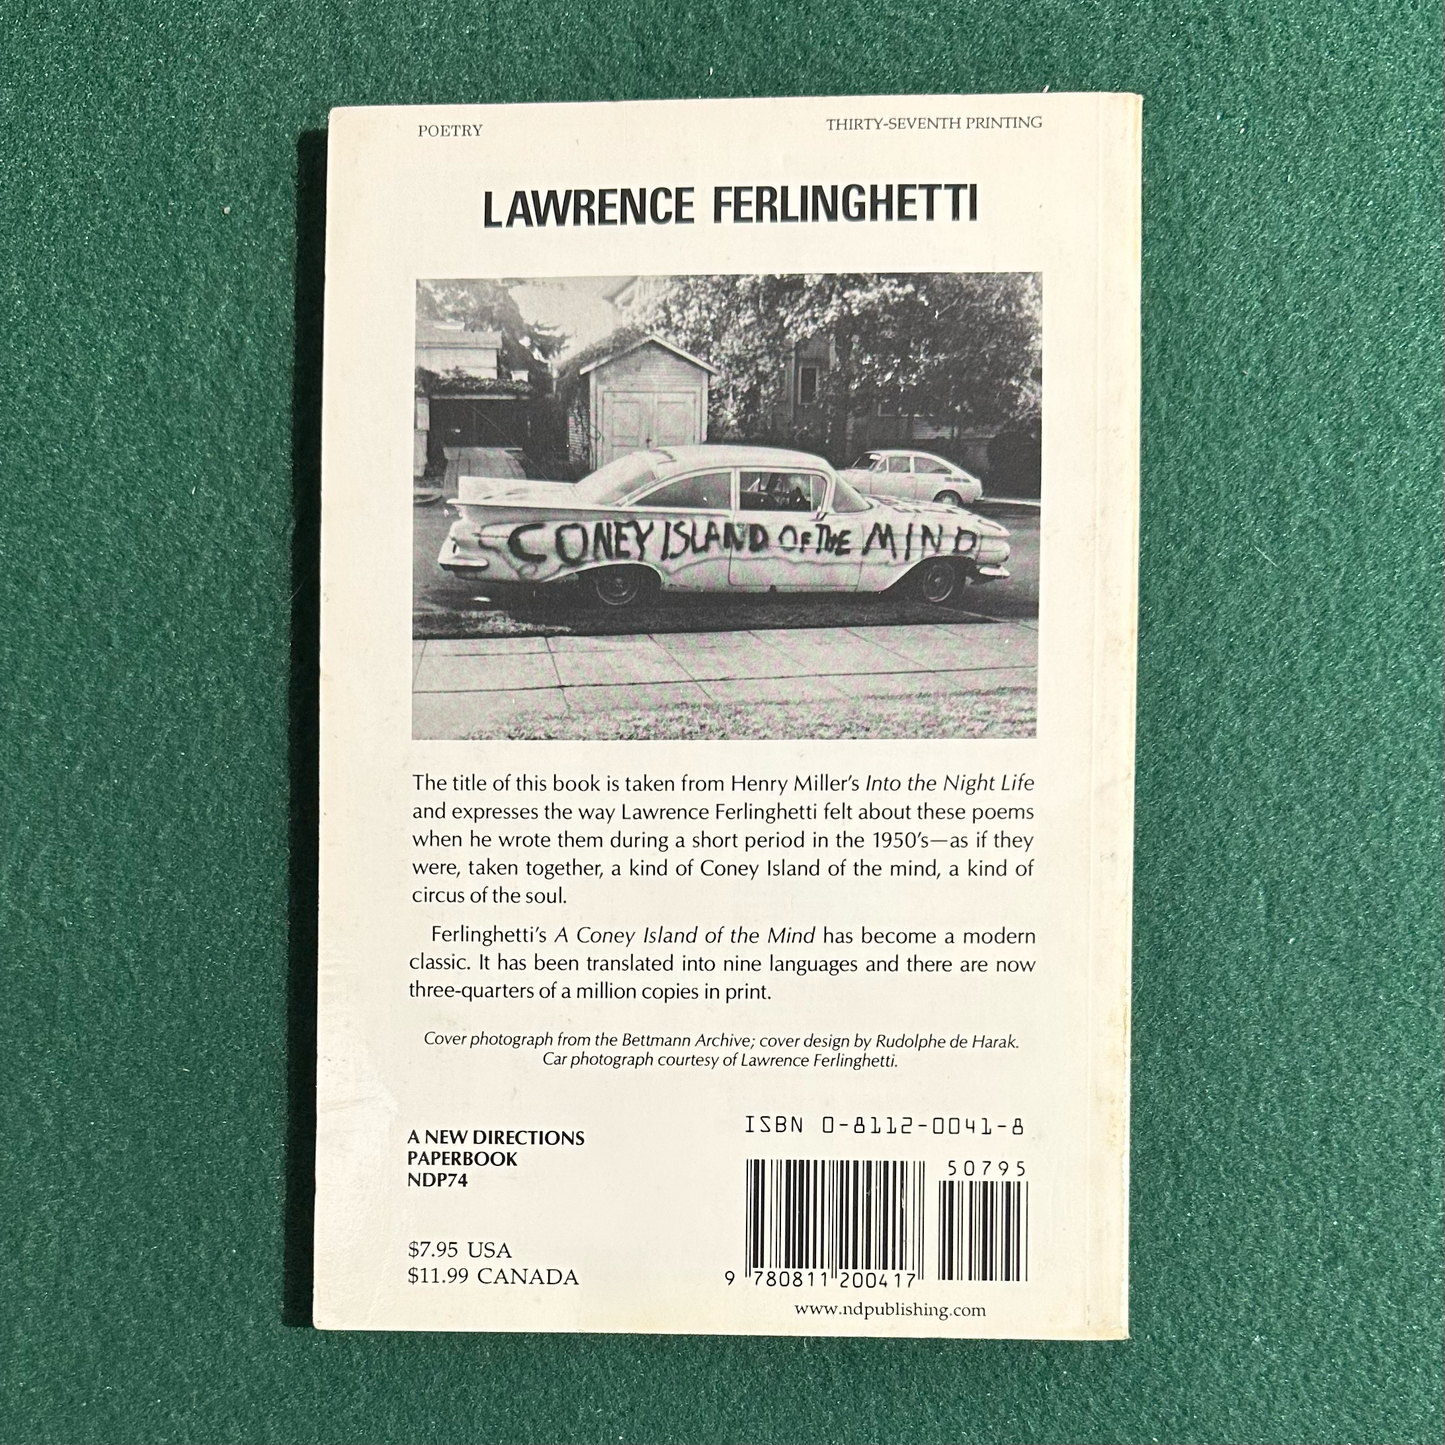 POETRY
THIRTY-SEVENTH PRINTING
LAWRENCE FERLINGHETTI
CONEY ISLAND OF THE MIND
The title of this book is taken from Henry Miller's Into the Night Life
and expresses the way Lawrence Ferlinghetti felt about these poems
when he wrote them during a short period in the 1950's—as if they
were, taken together, a kind of Coney Island of the mind, a kind of
circus of the soul.
Ferlinghetti's A Coney Island of the Mind has become a modern
classic. It has been translated into nine languages and there are now
three-quarters of a million copies in print.
Cover photograph from the Bettmann Archive; cover design by Rudolphe de Harak.
Car photograph courtesy of Lawrence Ferlinghetti.
A NEW DIRECTIONS
PAPERBOOK
NDP74
$7.95 USA
$11.99 CANADA
ISBN 0-8112-0041-8
50795
9 780811 200417
www.ndpublishing.com